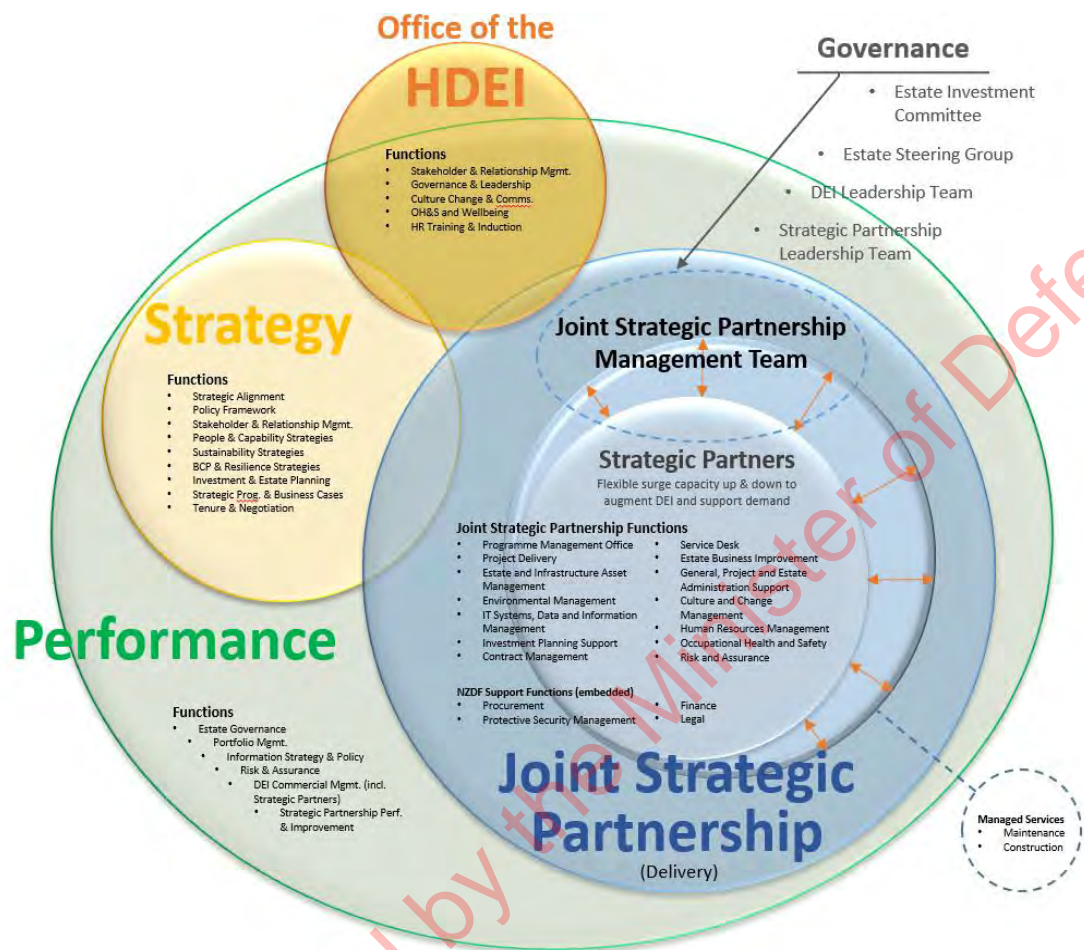 Office of the
HDEI
Functions
• Stakeholder & Relationship Mgmt.
• Governance & Leadership
• Culture Change & Comms.
• OH&S and Wellbeing
• HR Training & Induction
Governance
• Estate Investment
Committee
• Estate Steering Group
• DEI Leadership Team
• Strategic Partnership
Leadership Team
Strategy
Functions
• Strategic Alignment
• Policy Framework
• Stakeholder & Relationship Mgmt.
• People & Capability Strategies
• Sustainability Strategies
• BCP & Resilience Strategies
• Investment & Estate Planning
• Strategic Prog. & Business Cases
• Tenure & Negotiation
Joint Strategic Partnership
Management Team
Strategic Partners
Flexible surge capacity up & down to
augment DEI and support demand
Joint Strategic Partnership Functions
• Programme Management Office
• Project Delivery
• Estate and Infrastructure Asset
Management
• Environmental Management
• IT Systems, Data and Information
Management
• Investment Planning Support
• Contract Management
• Service Desk
• Estate Business Improvement
• General, Project and Estate
Administration Support
• Culture and Change
Management
• Human Resources Management
• Occupational Health and Safety
• Risk and Assurance
NZDF Support Functions (embedded)
• Procurement
• Protective Security Management
• Finance
• Legal
Joint Strategic
Partnership
(Delivery)
Performance
Functions
• Estate Governance
• Portfolio Mgmt.
• Information Strategy & Policy
• Risk & Assurance
• DEI Commercial Mgmt. (incl.
Strategic Partners)
• Strategic Partnership Perf.
& Improvement
Managed Services
• Maintenance
• Construction
by the Minister of Defe